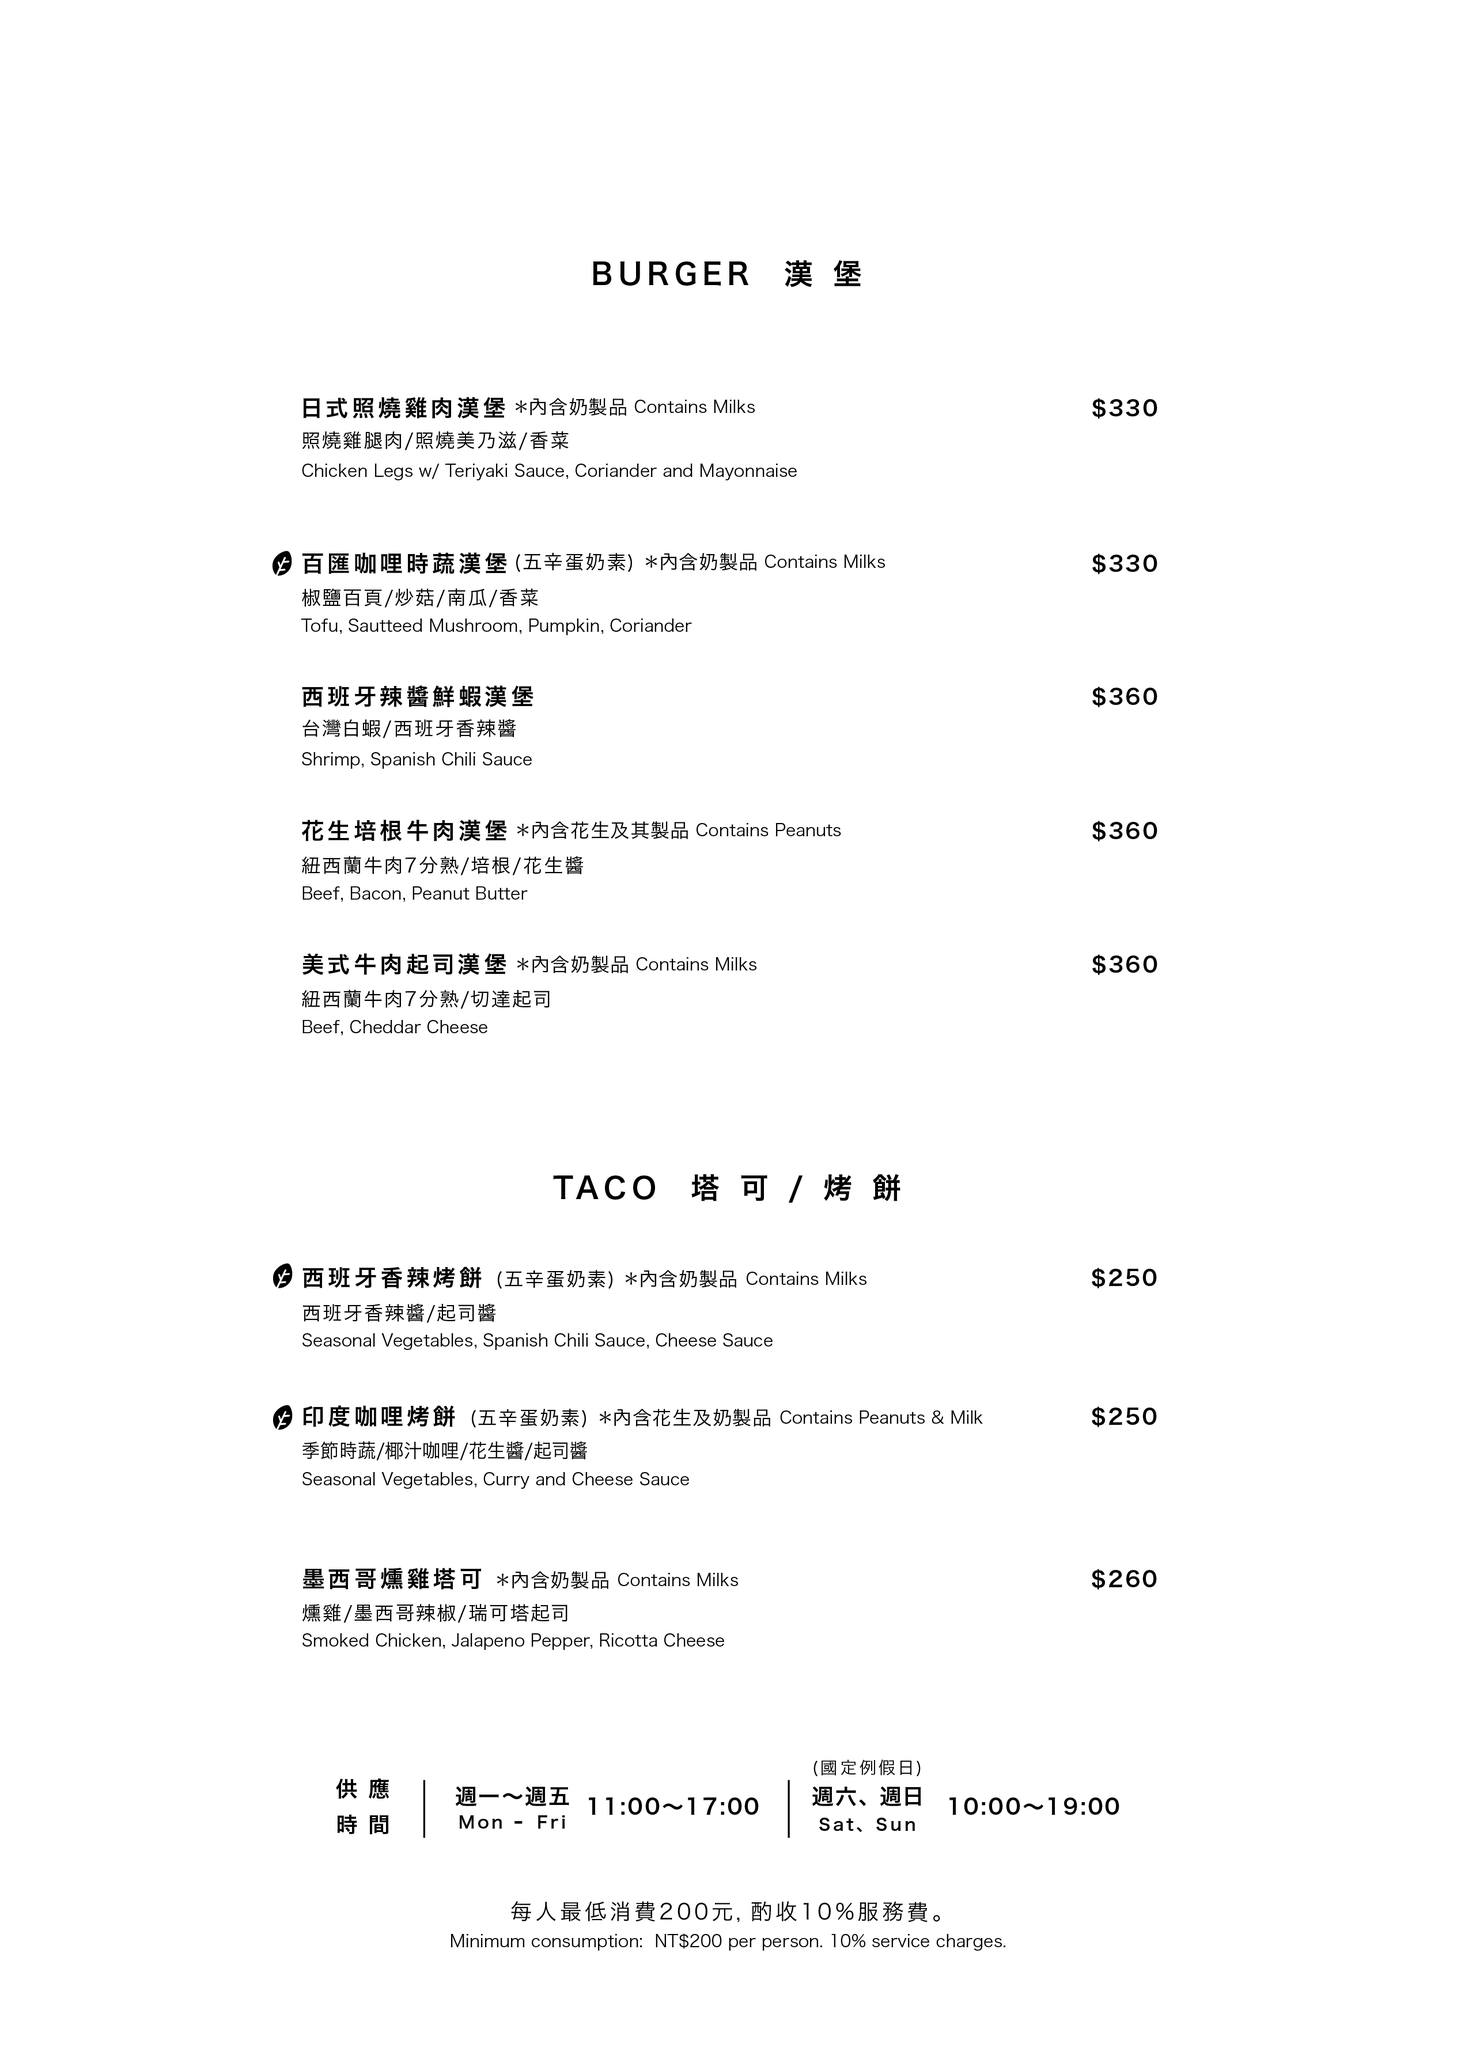 BURGER 漢堡
日式照燒雞肉漢堡 *內含奶製品 Contains Milks $330
照燒雞腿肉/照燒美乃滋/香菜
Chicken Legs w/ Teriyaki Sauce, Coriander and Mayonnaise
百匯咖哩時蔬漢堡 (五辛蛋奶素) *內含奶製品 Contains Milks $330
椒鹽百頁/炒菇/南瓜/香菜
Tofu, Sautteed Mushroom, Pumpkin, Coriander
西班牙辣醬鮮蝦漢堡 $360
台灣白蝦/西班牙香辣醬
Shrimp, Spanish Chili Sauce
花生培根牛肉漢堡 *內含花生及其製品 Contains Peanuts $360
紐西蘭牛肉7分熟/培根/花生醬
Beef, Bacon, Peanut Butter
美式牛肉起司漢堡 *內含奶製品 Contains Milks $360
紐西蘭牛肉7分熟/切達起司
Beef, Cheddar Cheese
TACO 塔可/烤餅
西班牙香辣烤餅 (五辛蛋奶素) *內含奶製品 Contains Milks $250
西班牙香辣醬/起司醬
Seasonal Vegetables, Spanish Chili Sauce, Cheese Sauce
印度咖哩烤餅 (五辛蛋奶素) *內含花生及奶製品 Contains Peanuts & Milk $250
季節時蔬/椰汁咖哩/花生醬/起司醬
Seasonal Vegetables, Curry and Cheese Sauce
墨西哥燻雞塔可 *內含奶製品 Contains Milks $260
燻雞/墨西哥辣椒/瑞可塔起司
Smoked Chicken, Jalapeno Pepper, Ricotta Cheese
供應
時間
週一～週五 11:00～17:00
Mon - Fri
(國定例假日)
週六、週日 10:00～19:00
Sat、Sun
每人最低消費200元, 酌收10%服務費。
Minimum consumption: NT$200 per person. 10% service charges.